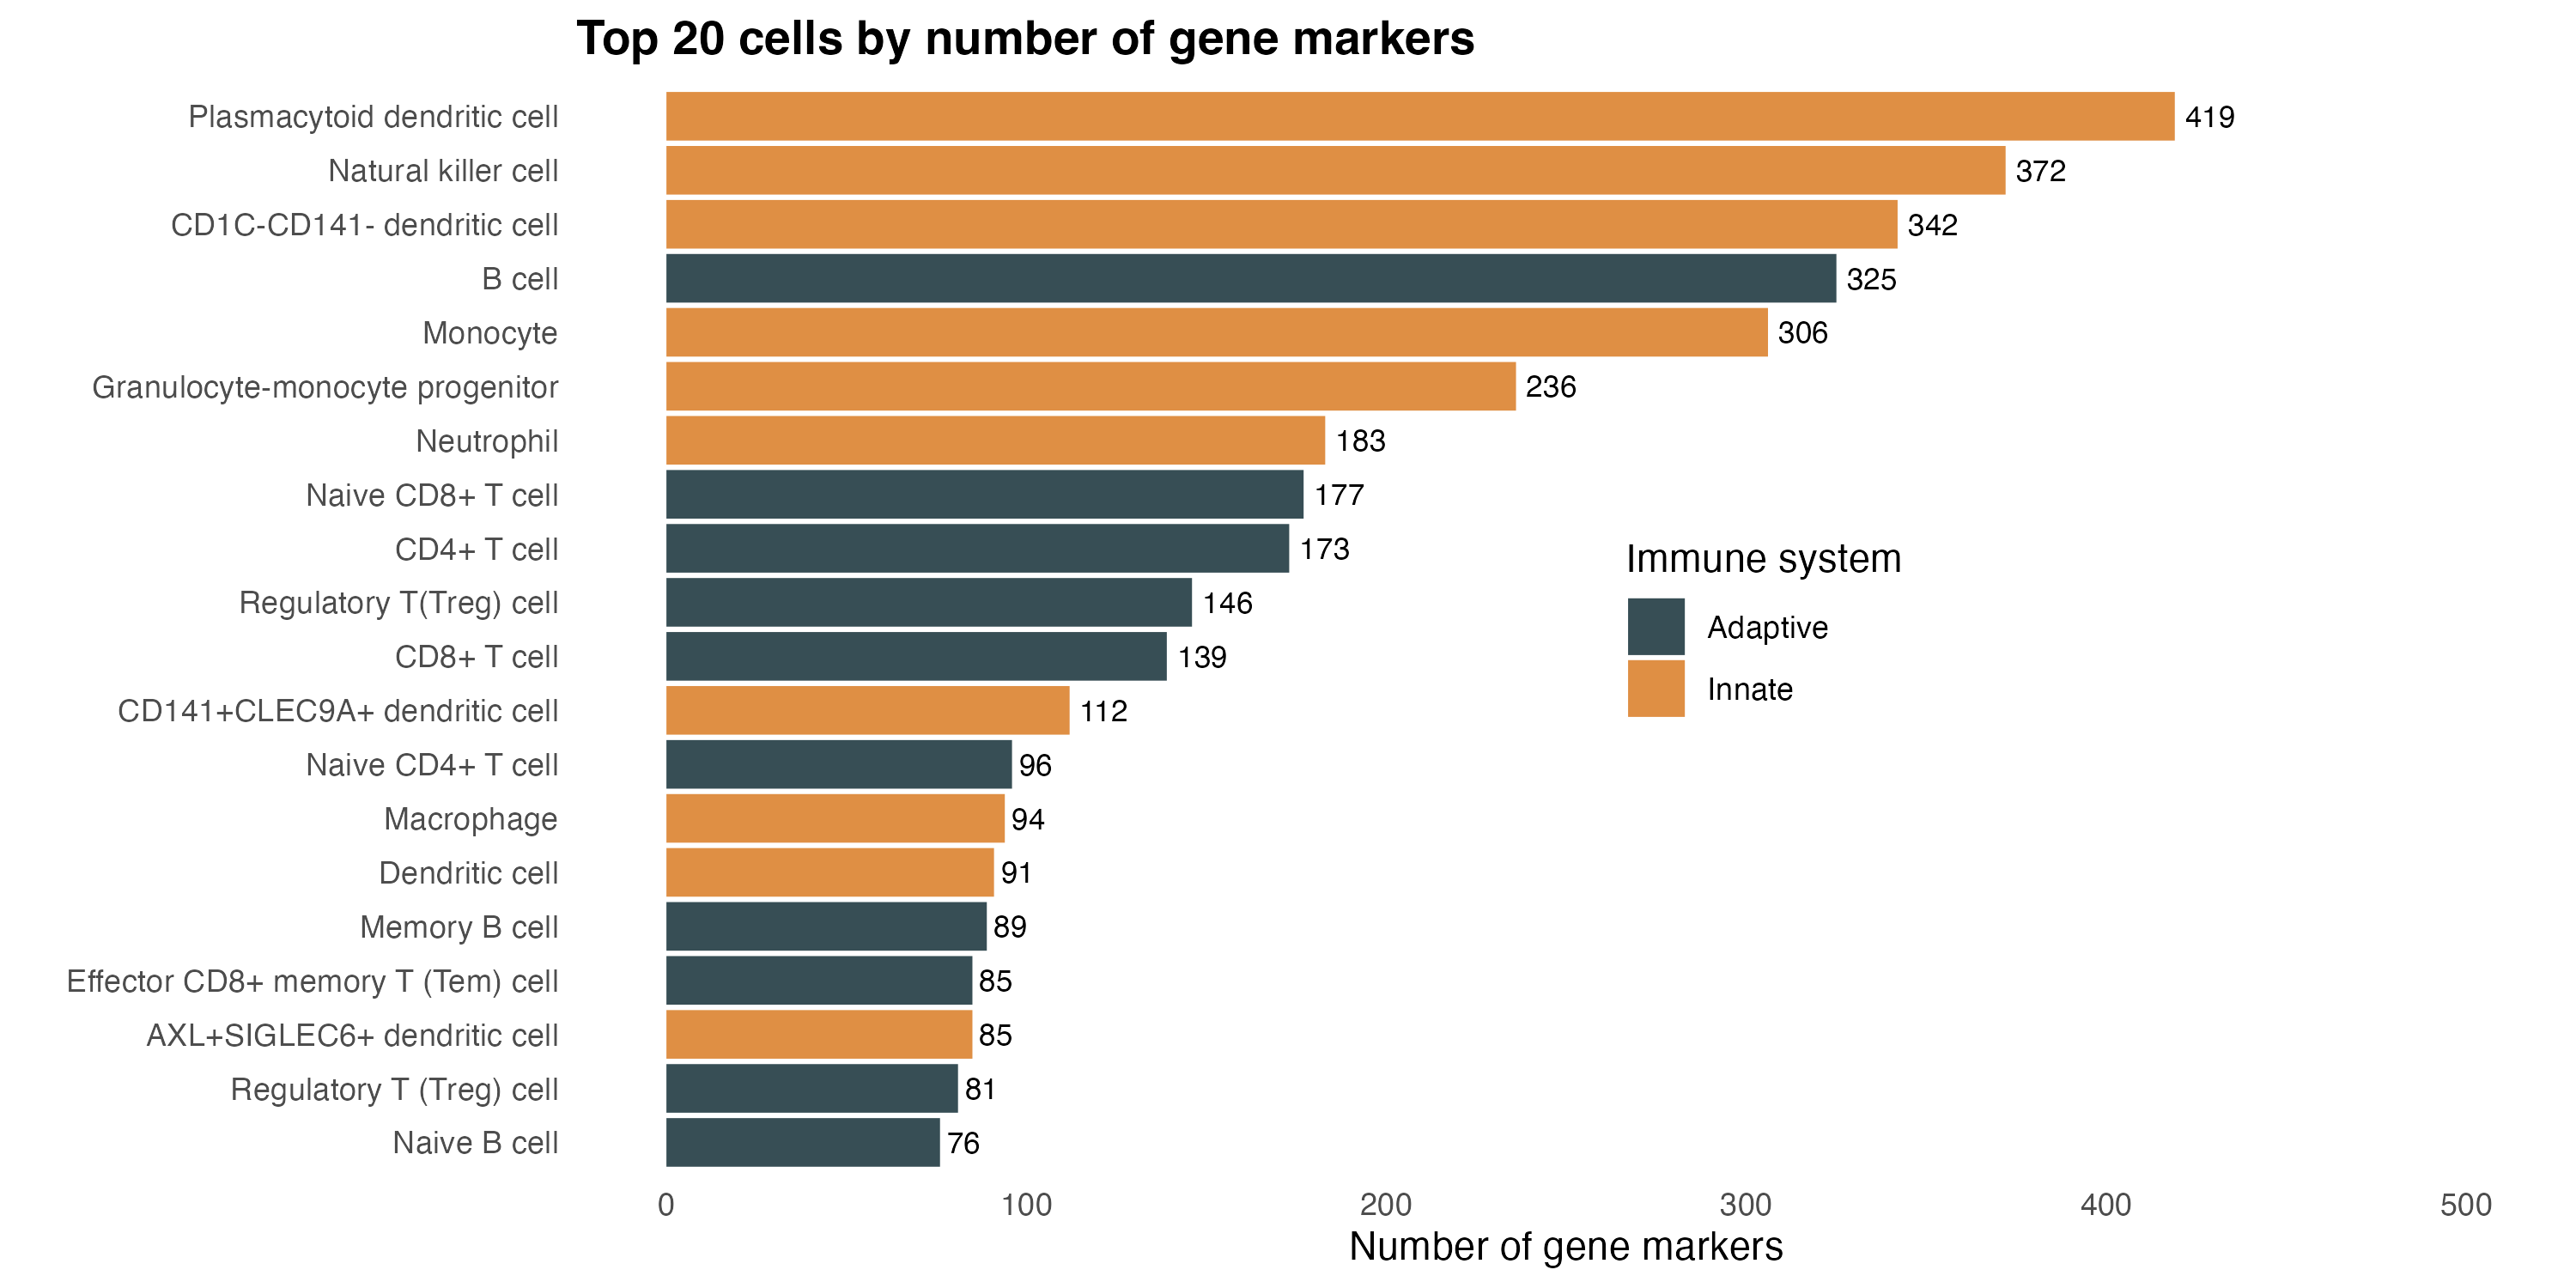 Top 20 cells by number of gene markers
Plasmacytoid dendritic cell 419
Natural killer cell 372
CD1C-CD141- dendritic cell 342
B cell 325
Monocyte 306
Granulocyte-monocyte progenitor 236
Neutrophil 183
Naive CD8+ T cell 177
CD4+ T cell 173
Regulatory T(Treg) cell 146
CD8+ T cell 139
CD141+CLEC9A+ dendritic cell 112
Naive CD4+ T cell 96
Macrophage 94
Dendritic cell 91
Memory B cell 89
Effector CD8+ memory T (Tem) cell 85
AXL+SIGLEC6+ dendritic cell 85
Regulatory T (Treg) cell 81
Naive B cell 76
Immune system
Adaptive
Innate
0 100 200 300 400 500
Number of gene markers